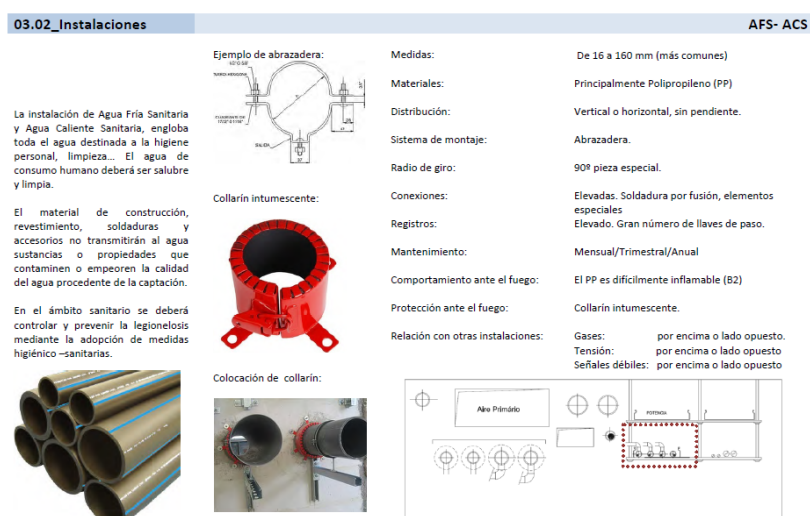 03.02_Instalaciones
AFS- ACS
La instalación de Agua Fría Sanitaria
y Agua Caliente Sanitaria, engloba
toda el agua destinada a la higiene
personal, limpieza... El agua de
consumo humano deberá ser salubre
y limpia.
El material de construcción,
revestimiento, soldaduras y
accesorios no transmitirán al agua
sustancias o propiedades que
contaminen o empeoren la calidad
del agua procedente de la captación.
En el ámbito sanitario se deberá
controlar y prevenir la legionelosis
mediante la adopción de medidas
higiénico –sanitarias.
Ejemplo de abrazadera:
Collarín intumescente:
Colocación de collarín:
Medidas: De 16 a 160 mm (más comunes)
Materiales: Principalmente Polipropileno (PP)
Distribución: Vertical o horizontal, sin pendiente.
Sistema de montaje: Abrazadera.
Radio de giro: 90º pieza especial.
Conexiones: Elevadas. Soldadura por fusión, elementos
especiales
Registros: Elevado. Gran número de llaves de paso.
Mantenimiento: Mensual/Trimestral/Anual
Comportamiento ante el fuego: El PP es difícilmente inflamable (B2)
Protección ante el fuego: Collarín intumescente.
Relación con otras instalaciones: Gases: por encima o lado opuesto.
Tensión: por encima o lado opuesto
Señales débiles: por encima o lado opuesto
Aire Primário
POTENCIA